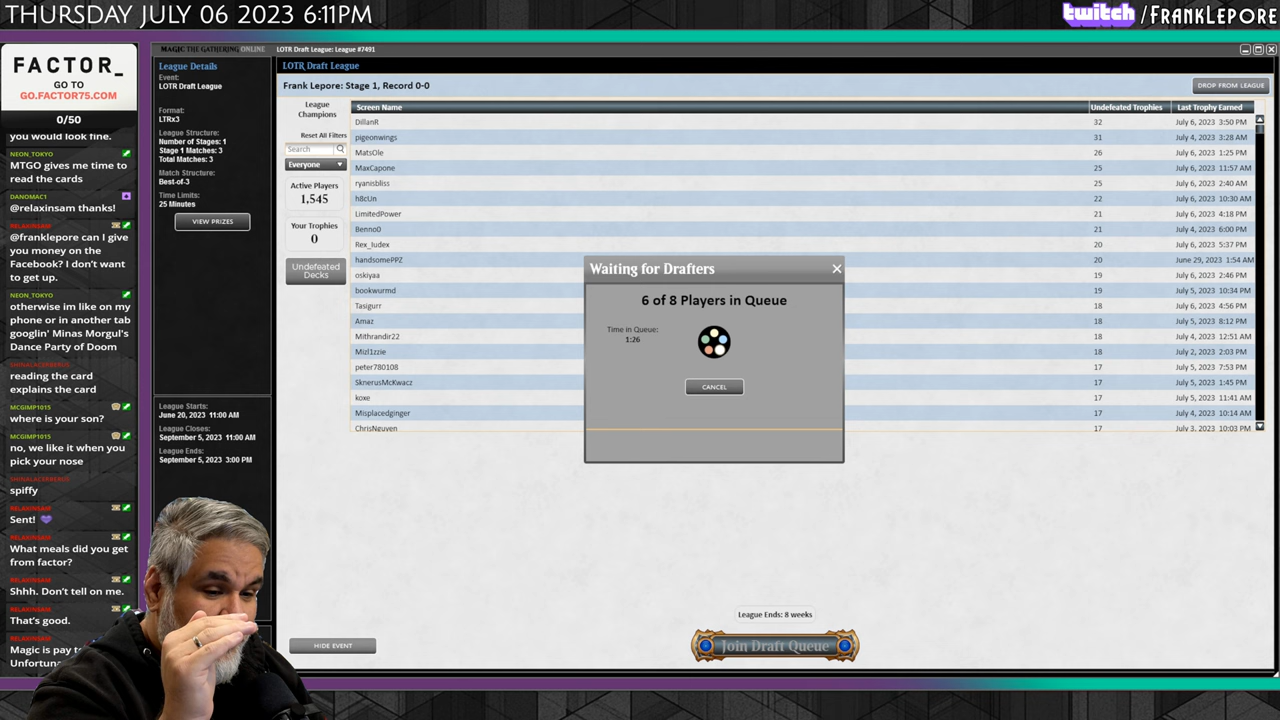 THURSDAY JULY 06 2023 6:11PM
twitch /FRANKLEPORE
FACTOR_
GO TO
GO.FACTOR75.COM
0/50
you would look fine.
NEON_TOKYO
MTGO gives me time to
read the cards
DANOMAC1
@relaxinsam thanks!
RELAXINSAM
@franklepore can I give
you money on the
Facebook? I don't want
to get up.
NEON_TOKYO
otherwise im like on my
phone or in another tab
googlin' Minas Morgul's
Dance Party of Doom
reading the card
explains the card
MCGIMP1015
where is your son?
MCGIMP1015
no, we like it when you
pick your nose
spiffy
RELAXINSAM
Sent!
RELAXINSAM
What meals did you get
from factor?
RELAXINSAM
Shhh. Don't tell on me.
RELAXINSAM
That's good.
RELAXINSAM
Magic is pay to
Unfortu
MAGIC THE GATHERING ONLINE
LOTR Draft League: League #7491
League Details
Event:
LOTR Draft League
Format:
LTRx3
League Structure:
Number of Stages: 1
Stage 1 Matches: 3
Total Matches: 3
Match Structure:
Best-of-3
Time Limits:
25 Minutes
VIEW PRIZES
League Starts:
June 20, 2023 11:00 AM
League Closes:
September 5, 2023 11:00 AM
League Ends:
September 5, 2023 3:00 PM
LOTR Draft League
Frank Lepore: Stage 1, Record 0-0
DROP FROM LEAGUE
League
Champions
Reset All Filters
Search
Everyone
Active Players
1,545
Your Trophies
0
Undefeated
Decks
Screen Name Undefeated Trophies Last Trophy Earned
DillanR 32 July 6, 2023 3:50 PM
pigeonwings 31 July 4, 2023 3:28 AM
MatsOle 26 July 6, 2023 1:25 PM
MaxCapone 25 July 6, 2023 11:57 AM
ryanisbliss 25 July 6, 2023 2:40 AM
h8cUn 22 July 6, 2023 10:30 AM
LimitedPower 21 July 6, 2023 4:18 PM
Benno0 21 July 4, 2023 6:00 PM
Rex_Iudex 20 July 6, 2023 5:37 PM
handsomePPZ 20 June 29, 2023 1:54 AM
oskiyaa 19 July 6, 2023 2:46 PM
bookwurmd 19 July 5, 2023 10:34 PM
Tasigurr 18 July 6, 2023 4:56 PM
Amaz 18 July 5, 2023 8:12 PM
Mithrandir22 18 July 4, 2023 12:51 AM
Mizl1zzie 18 July 2, 2023 2:03 PM
peter780108 17 July 5, 2023 7:53 PM
SknerusMcKwacz 17 July 5, 2023 1:45 PM
koxe 17 July 5, 2023 11:41 AM
Misplacedginger 17 July 4, 2023 10:14 AM
ChrisNguyen 17 July 3, 2023 10:03 PM
Waiting for Drafters
6 of 8 Players in Queue
Time in Queue:
1:26
CANCEL
League Ends: 8 weeks
HIDE EVENT
Join Draft Queue